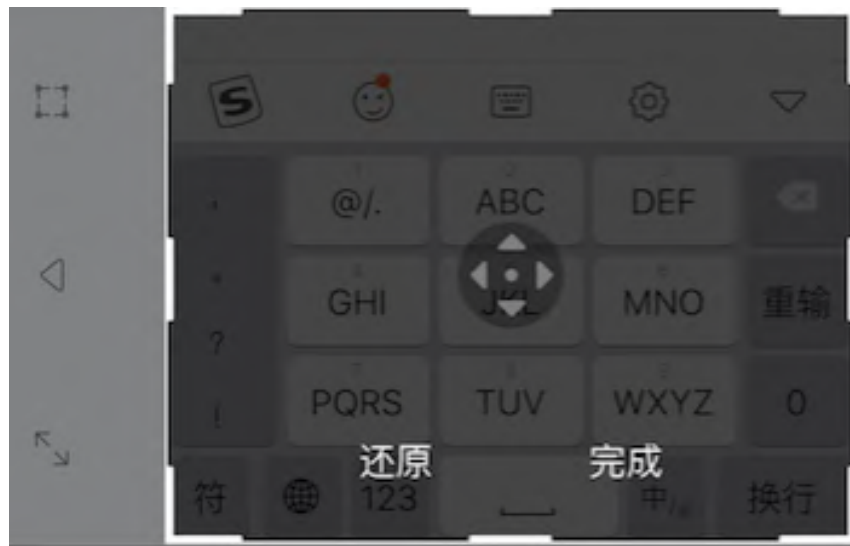 S
@/. ABC DEF
GHI JKL MNO 重输
?
PQRS TUV WXYZ 0
还原 完成
符 123 中/ 换行